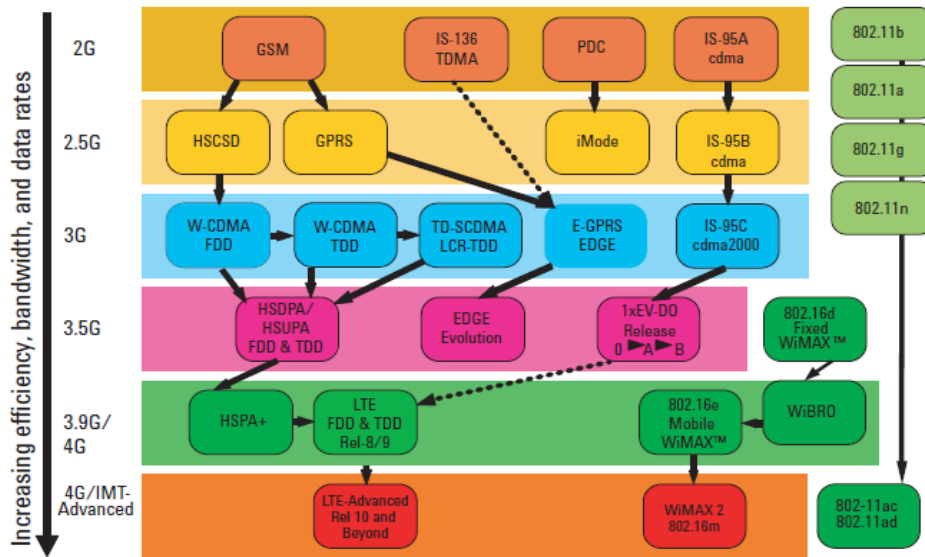 Increasing efficiency, bandwidth, and data rates
2G
GSM
IS-136
TDMA
PDC
IS-95A
cdma
802.11b
802.11a
2.5G
HSCSD
GPRS
iMode
IS-95B
cdma
802.11g
802.11n
3G
W-CDMA
FDD
W-CDMA
TDD
TD-SCDMA
LCR-TDD
E-GPRS
EDGE
IS-95C
cdma2000
3.5G
HSDPA/
HSUPA
FDD & TDD
EDGE
Evolution
1xEV-DO
Release
0 ► A ► B
802.16d
Fixed
WiMAX™
3.9G/
4G
HSPA+
LTE
FDD & TDD
Rel-8/9
802.16e
Mobile
WiMAX™
WiBRO
4G/IMT-
Advanced
LTE-Advanced
Rel 10 and
Beyond
WiMAX 2
802.16m
802-11ac
802.11ad